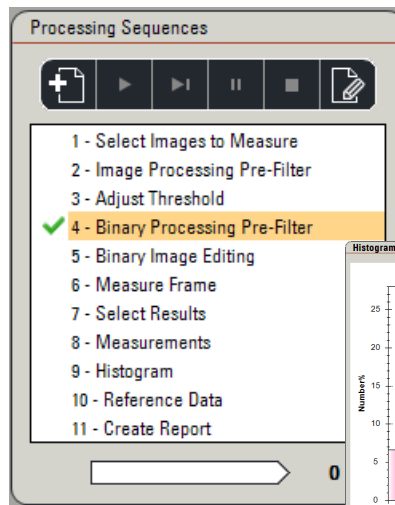 Processing Sequences
1 - Select Images to Measure
2 - Image Processing Pre-Filter
3 - Adjust Threshold
4 - Binary Processing Pre-Filter
5 - Binary Image Editing
6 - Measure Frame
7 - Select Results
8 - Measurements
9 - Histogram
10 - Reference Data
11 - Create Report
0
Histogram
Number%
25
20
15
10
5
0